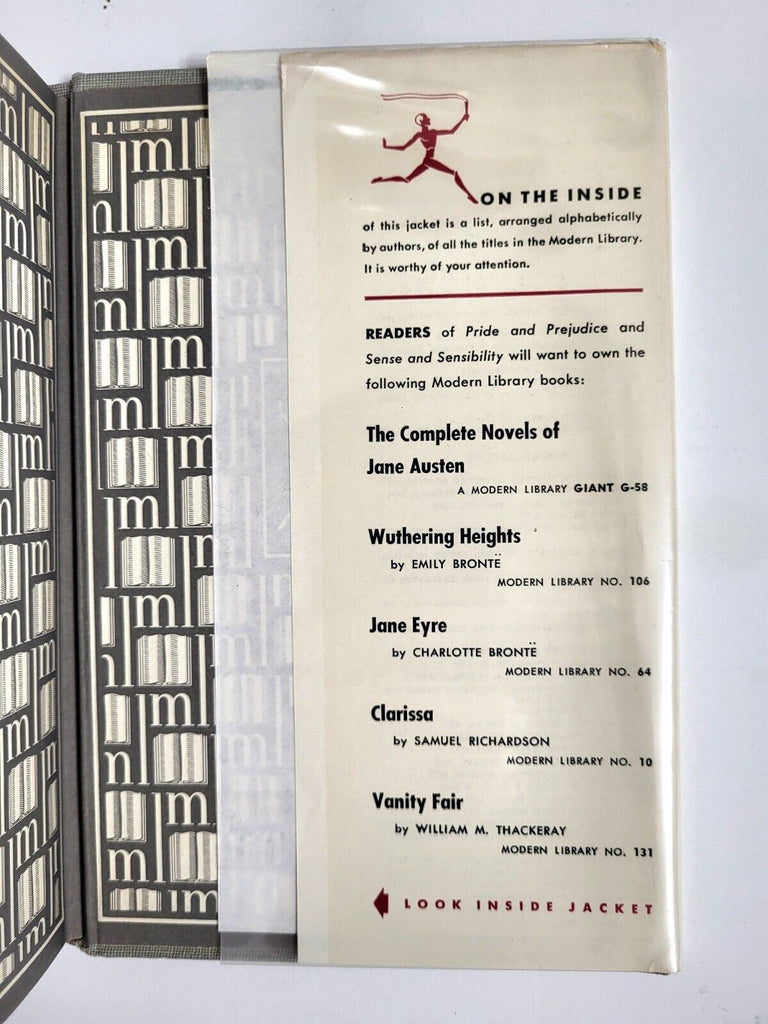 ON THE INSIDE
of this jacket is a list, arranged alphabetically
by authors, of all the titles in the Modern Library.
It is worthy of your attention.
READERS of Pride and Prejudice and
Sense and Sensibility will want to own the
following Modern Library books:
The Complete Novels of
Jane Austen
A MODERN LIBRARY GIANT G-58
Wuthering Heights
by EMILY BRONTË
MODERN LIBRARY NO. 106
Jane Eyre
by CHARLOTTE BRONTË
MODERN LIBRARY NO. 64
Clarissa
by SAMUEL RICHARDSON
MODERN LIBRARY NO. 10
Vanity Fair
by WILLIAM M. THACKERAY
MODERN LIBRARY NO. 131
LOOK INSIDE JACKET